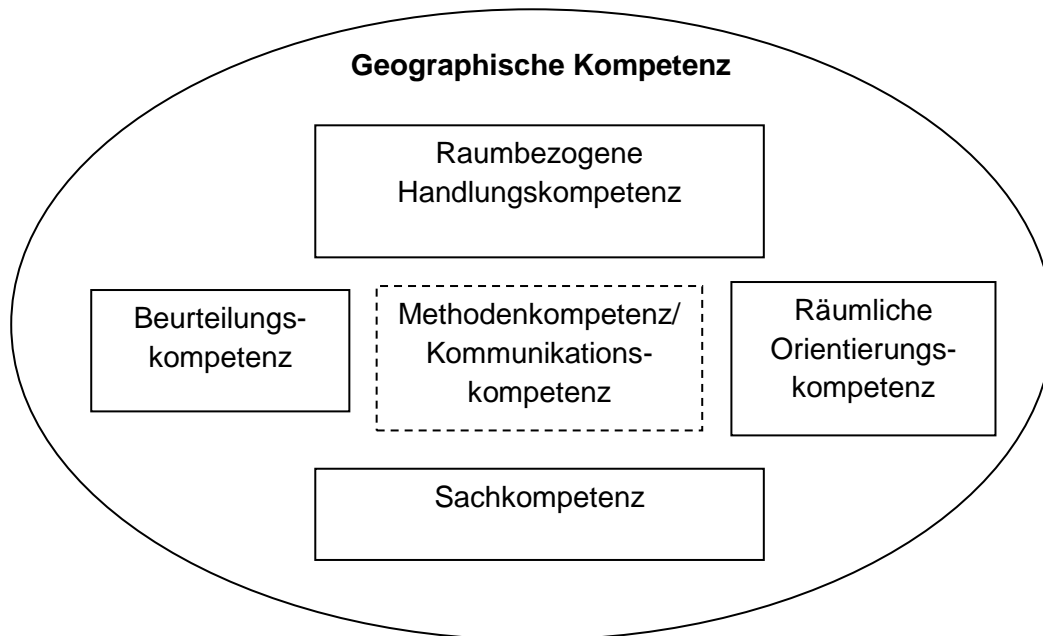 Geographische Kompetenz
Raumbezogene
Handlungskompetenz
Beurteilungs-
kompetenz
Methodenkompetenz/
Kommunikations-
kompetenz
Räumliche
Orientierungs-
kompetenz
Sachkompetenz